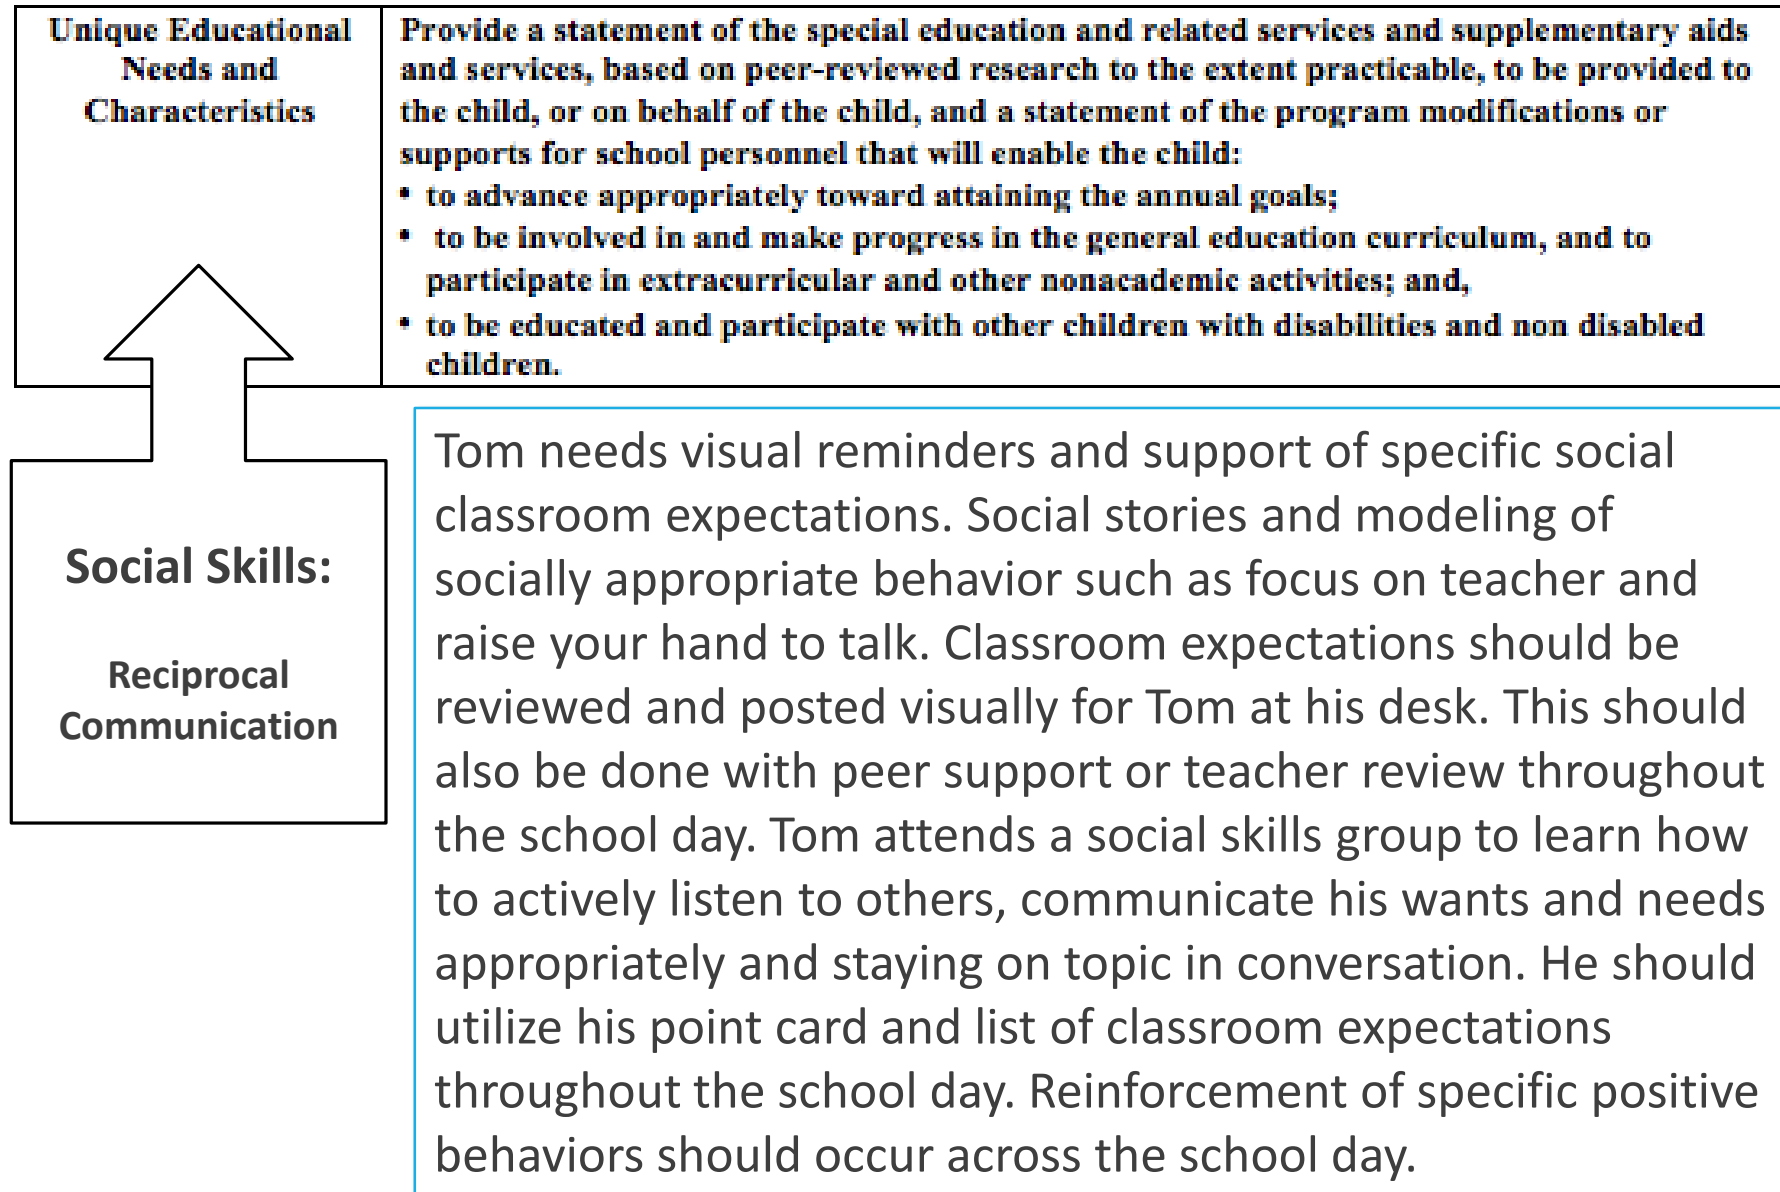 Unique Educational
Needs and
Characteristics
Provide a statement of the special education and related services and supplementary aids
and services, based on peer-reviewed research to the extent practicable, to be provided to
the child, or on behalf of the child, and a statement of the program modifications or
supports for school personnel that will enable the child:
• to advance appropriately toward attaining the annual goals;
• to be involved in and make progress in the general education curriculum, and to
participate in extracurricular and other nonacademic activities; and,
• to be educated and participate with other children with disabilities and non disabled
children.
Social Skills:
Reciprocal
Communication
Tom needs visual reminders and support of specific social
classroom expectations. Social stories and modeling of
socially appropriate behavior such as focus on teacher and
raise your hand to talk. Classroom expectations should be
reviewed and posted visually for Tom at his desk. This should
also be done with peer support or teacher review throughout
the school day. Tom attends a social skills group to learn how
to actively listen to others, communicate his wants and needs
appropriately and staying on topic in conversation. He should
utilize his point card and list of classroom expectations
throughout the school day. Reinforcement of specific positive
behaviors should occur across the school day.